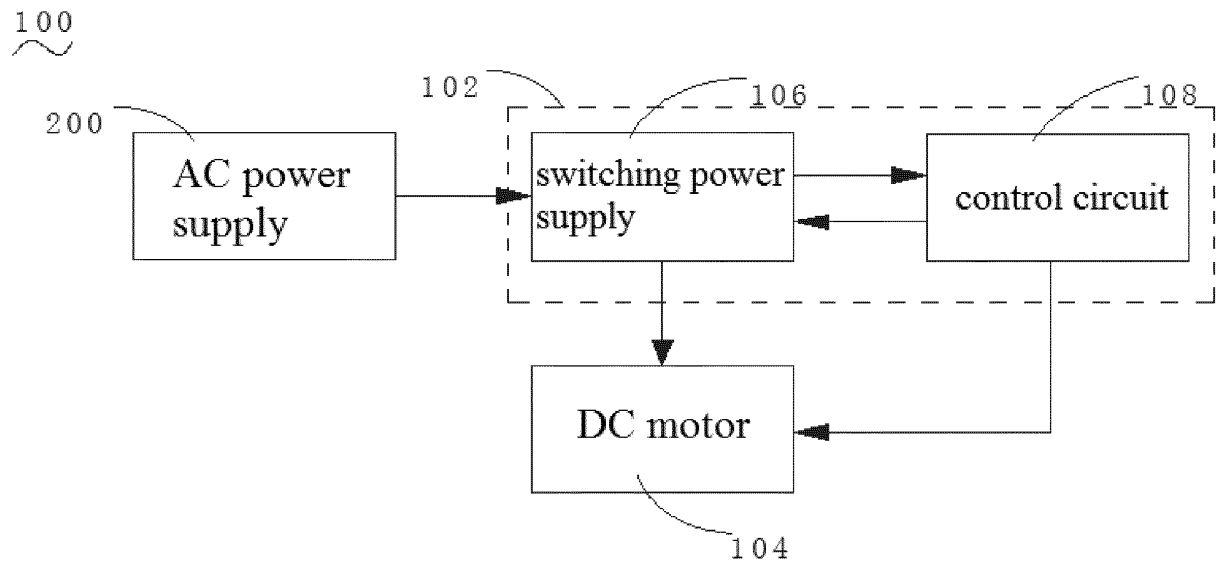 100
102
106
108
200
AC power
supply
switching power
supply
control circuit
DC motor
104